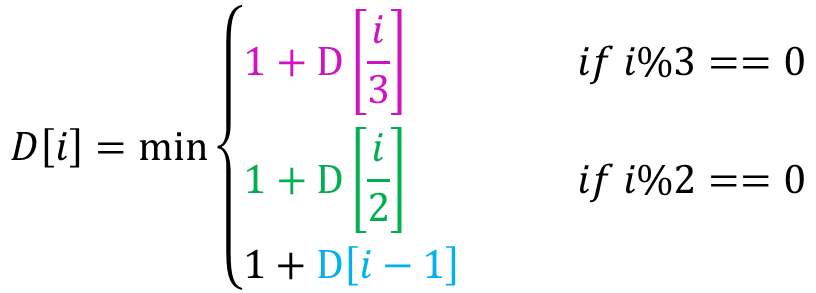 1 + D[i/3] if i%3 == 0
D[i] = min { 1 + D[i/2] if i%2 == 0
1 + D[i − 1]